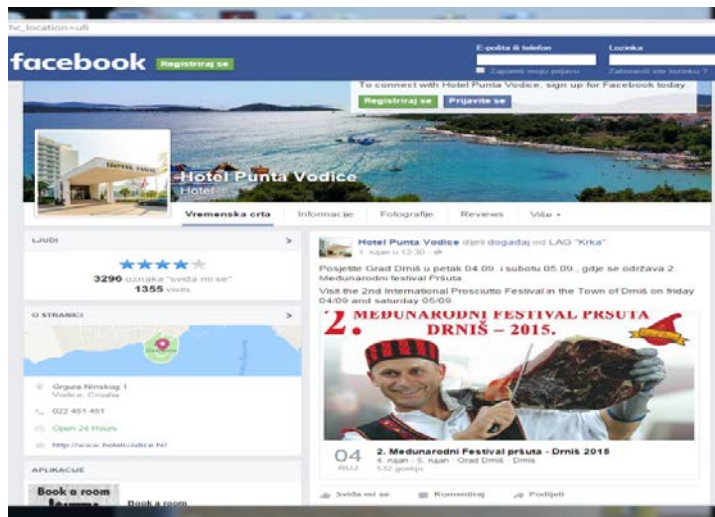 hc_location=ufi
E-pošta ili telefon
Lozinka
facebook
Registriraj se
Zapamti moju prijavu
Zaboravili ste lozinku ?
To connect with Hotel Punta Vodice, sign up for Facebook today.
Registriraj se
Prijavite se
Hotel Punta Vodice
Hotel
Vremenska crta
Informacije
Fotografije
Reviews
Više
LJUDI
3296 oznaka "sviđa mi se"
1355 visits
O STRANICI
Grgura Ninskog 1
Vodice, Croatia
022 451 451
Open 24 Hours
http://www.hotelivodice.hr/
APLIKACIJE
Book a room
Book a room
Hotel Punta Vodice dijeli događaj od LAG "Krka"
1. rujan u 12:30
Posjetite Grad Drniš u petak 04.09. i subotu 05.09., gdje se održava 2.
Međunarodni festival Pršuta.
Visit the 2nd International Prosciutto Festival in the Town of Drniš on friday
04/09 and saturday 05/09.
2. MEĐUNARODNI FESTIVAL PRŠUTA
DRNIŠ – 2015.
04
RUJ
2. Međunarodni Festival pršuta - Drniš 2015
4. rujan - 5. rujan · Grad Drniš · Drnis
532 gostiju
Sviđa mi se
Komentiraj
Podijeli